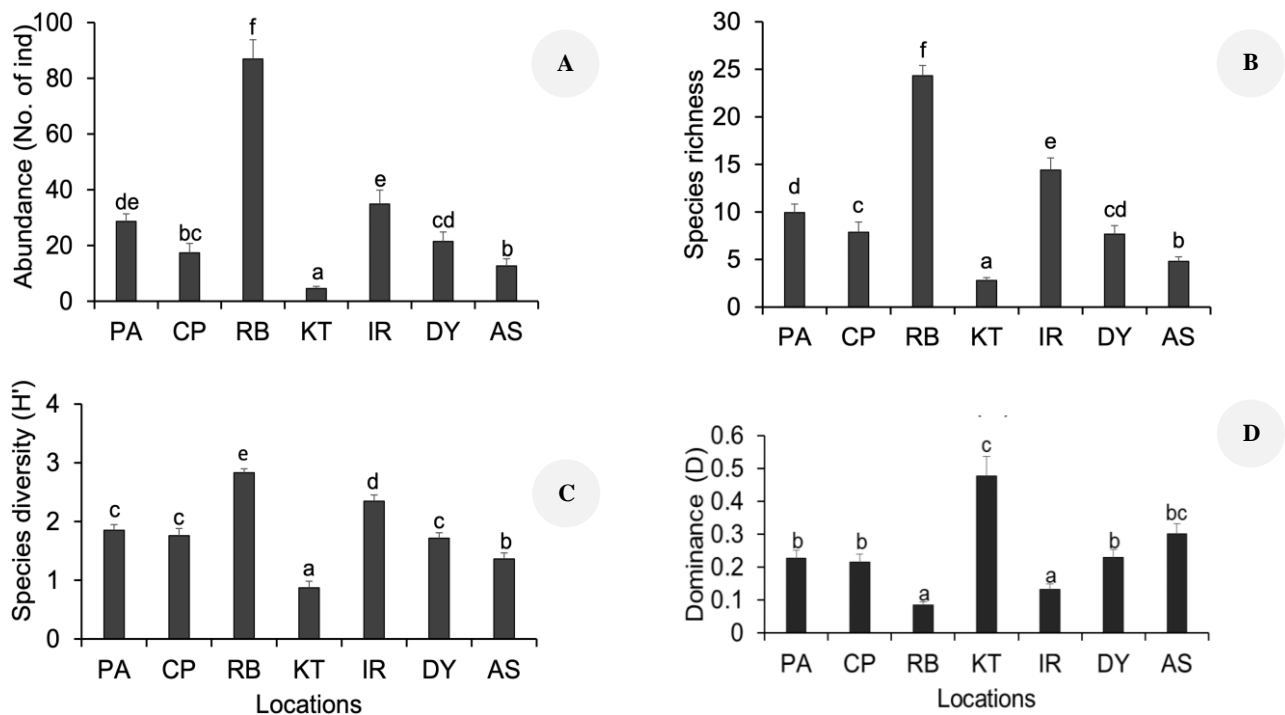 Abundance (No. of ind)
100
80
60
40
20
0
de
bc
f
a
e
cd
b
PA CP RB KT IR DY AS
A
Species richness
30
25
20
15
10
5
0
d
c
f
a
e
cd
b
PA CP RB KT IR DY AS
B
Species diversity (H')
4
3
2
1
0
c
c
e
a
d
c
b
PA CP RB KT IR DY AS
Locations
C
Dominance (D)
0.6
0.5
0.4
0.3
0.2
0.1
0
b
b
a
c
a
b
bc
PA CP RB KT IR DY AS
Locations
D